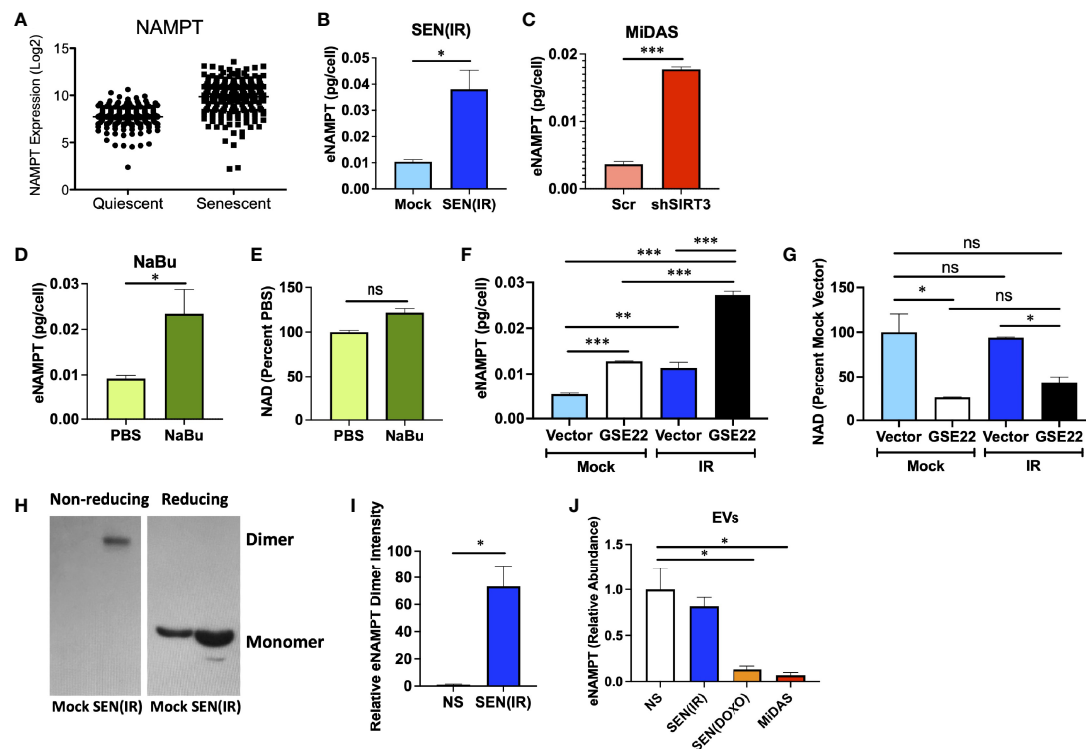 A
NAMPT
NAMPT Expression (Log2)
15
10
5
0
Quiescent
Senescent
B
SEN(IR)
*
eNAMPT (pg/cell)
0.05
0.04
0.03
0.02
0.01
0.00
Mock
SEN(IR)
C
MiDAS
***
eNAMPT (pg/cell)
0.02
0.01
0.00
Scr
shSIRT3
D
NaBu
*
eNAMPT (pg/cell)
0.03
0.02
0.01
0.00
PBS
NaBu
E
ns
NAD (Percent PBS)
150
100
50
0
PBS
NaBu
F
***
***
***
**
***
eNAMPT (pg/cell)
0.03
0.02
0.01
0.00
Vector
GSE22
Vector
GSE22
Mock
IR
G
ns
ns
*
ns
*
NAD (Percent Mock Vector)
150
100
50
0
Vector
GSE22
Vector
GSE22
Mock
IR
H
Non-reducing
Reducing
Dimer
Monomer
Mock SEN(IR)
Mock SEN(IR)
I
*
Relative eNAMPT Dimer Intensity
100
80
60
40
20
0
NS
SEN(IR)
J
EVs
*
*
eNAMPT (Relative Abundance)
1.5
1.0
0.5
0.0
NS
SEN(IR)
SEN(DOXO)
MiDAS